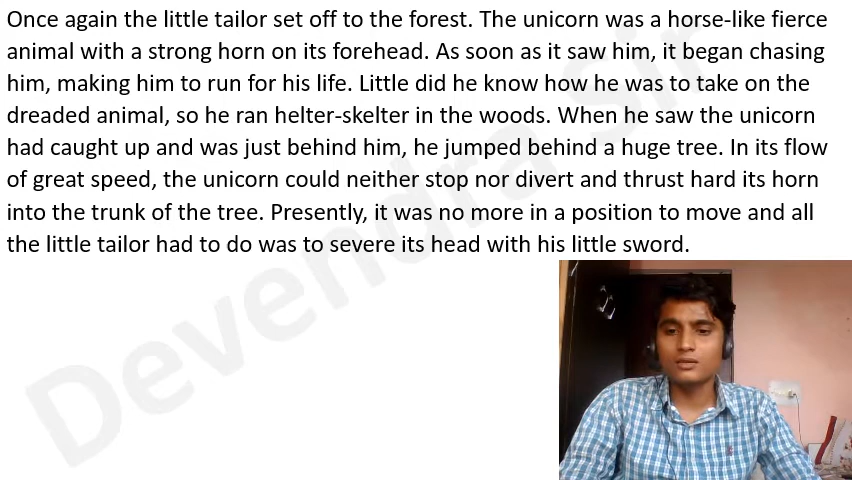 Once again the little tailor set off to the forest. The unicorn was a horse-like fierce
animal with a strong horn on its forehead. As soon as it saw him, it began chasing
him, making him to run for his life. Little did he know how he was to take on the
dreaded animal, so he ran helter-skelter in the woods. When he saw the unicorn
had caught up and was just behind him, he jumped behind a huge tree. In its flow
of great speed, the unicorn could neither stop nor divert and thrust hard its horn
into the trunk of the tree. Presently, it was no more in a position to move and all
the little tailor had to do was to severe its head with his little sword.
Devendra Sir